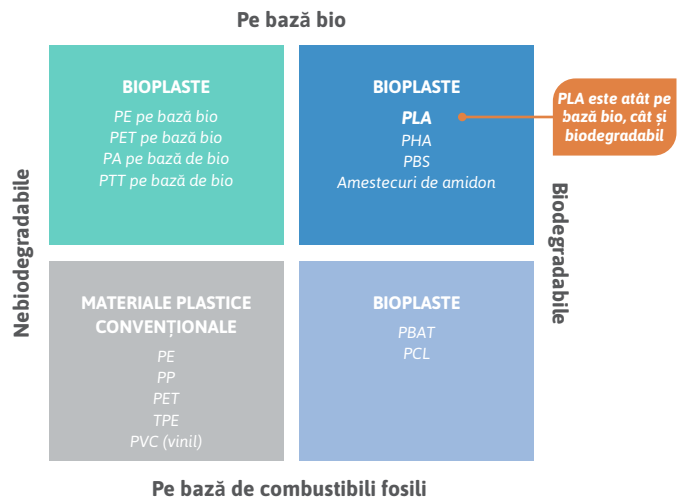 Pe bază bio
BIOPLASTE
PE pe bază bio
PET pe bază bio
PA pe bază de bio
PTT pe bază de bio
BIOPLASTE
PLA
PHA
PBS
Amestecuri de amidon
PLA este atât pe
bază bio, cât și
biodegradabil
Nebiodegradabile
Biodegradabile
MATERIALE PLASTICE
CONVENȚIONALE
PE
PP
PET
TPE
PVC (vinil)
BIOPLASTE
PBAT
PCL
Pe bază de combustibili fosili